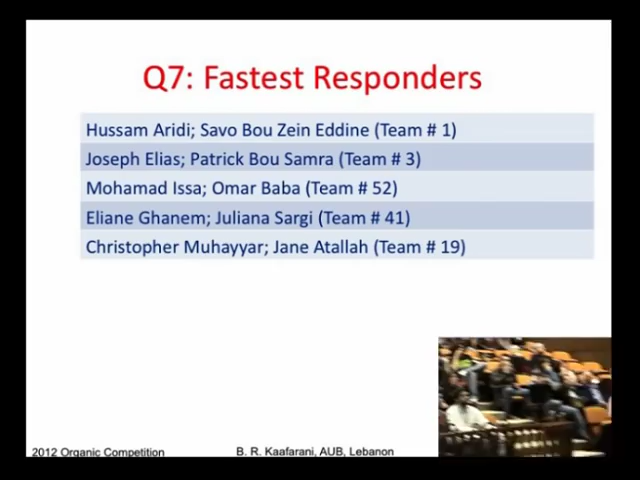 Q7: Fastest Responders
Hussam Aridi; Savo Bou Zein Eddine (Team # 1)
Joseph Elias; Patrick Bou Samra (Team # 3)
Mohamad Issa; Omar Baba (Team # 52)
Eliane Ghanem; Juliana Sargi (Team # 41)
Christopher Muhayyar; Jane Atallah (Team # 19)
2012 Organic Competition
B. R. Kaafarani, AUB, Lebanon